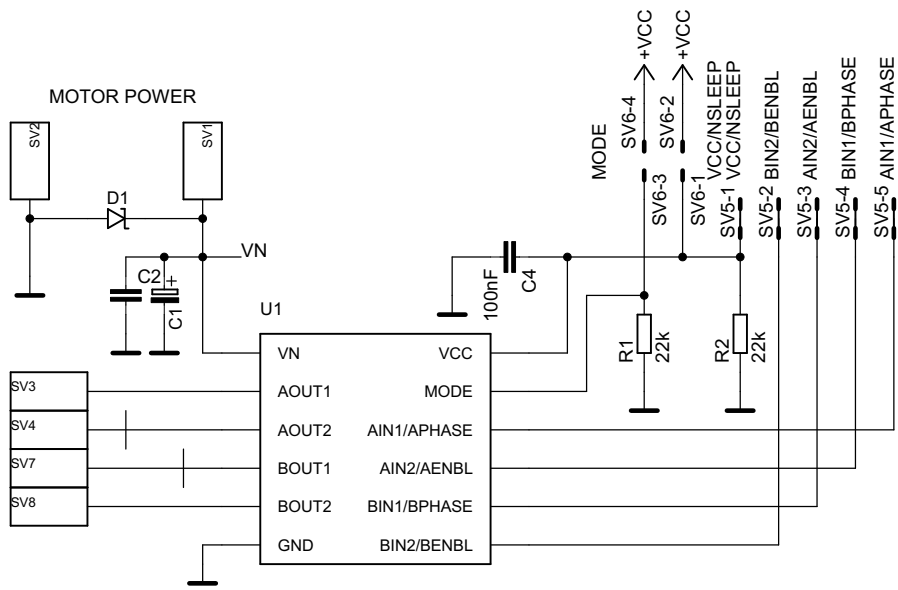 MOTOR POWER
SV2
SV1
D1
VN
C2
+
C1
U1
MODE
SV6-4
+VCC
SV6-2
+VCC
SV6-3
SV6-1
VCC/NSLEEP
VCC/NSLEEP
BIN2/BENBL
AIN2/AENBL
BIN1/BPHASE
AIN1/APHASE
SV5-1
SV5-2
SV5-3
SV5-4
SV5-5
100nF
C4
R1
22k
R2
22k
VN
VCC
AOUT1
MODE
AOUT2
AIN1/APHASE
BOUT1
AIN2/AENBL
BOUT2
BIN1/BPHASE
GND
BIN2/BENBL
SV3
SV4
SV7
SV8